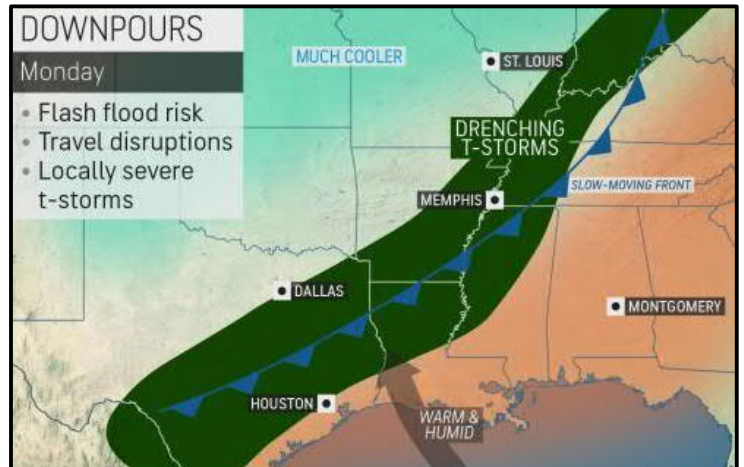 DOWNPOURS
Monday
• Flash flood risk
• Travel disruptions
• Locally severe
t-storms
MUCH COOLER
ST. LOUIS
DRENCHING
T-STORMS
SLOW-MOVING FRONT
MEMPHIS
DALLAS
MONTGOMERY
HOUSTON
WARM &
HUMID